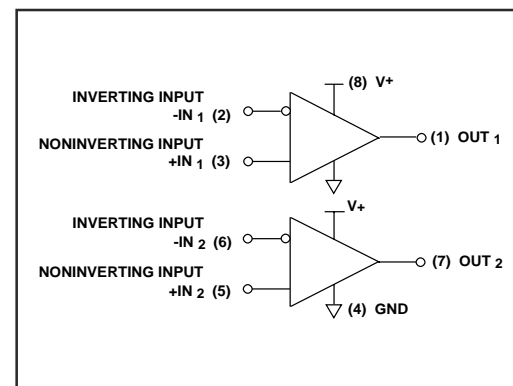 (8) V+
INVERTING INPUT
-IN 1 (2)
(1) OUT 1
NONINVERTING INPUT
+IN 1 (3)
V+
INVERTING INPUT
-IN 2 (6)
(7) OUT 2
NONINVERTING INPUT
+IN 2 (5)
(4) GND